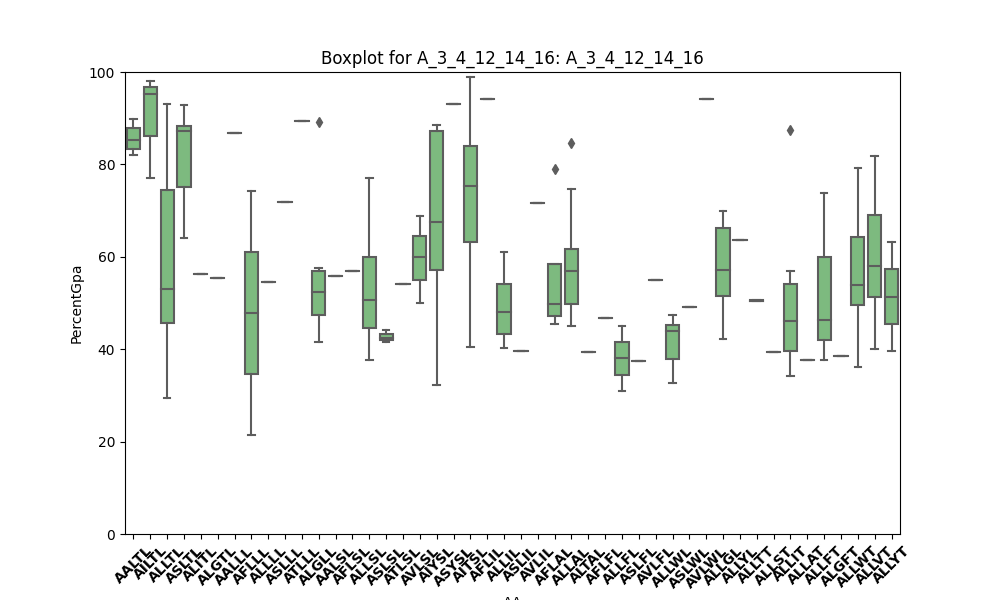 Boxplot for A_3_4_12_14_16: A_3_4_12_14_16
100
80
60
40
20
0
PercentGpa
AALTL
AILTL
ALLTL
ASLTL
ALITL
ALGTL
AALLL
AFLLL
ALLLL
ASLLL
ATLLL
ALGLL
AALSL
AFLSL
ALLSL
ASLSL
ATLSL
AVLSL
AIYSL
ASYSL
AITSL
AFLIL
ALLIL
ASLIL
AVLIL
AFLAL
ALLAL
ALTAL
AFLFL
ALLFL
ASLFL
AVLFL
ALLWL
ASLWL
AVLWL
ALLGL
ALLYL
ALLTT
ALLST
ALLIT
ALLAT
ALLFT
ALGFT
ALLWT
ALLVT
ALLYT